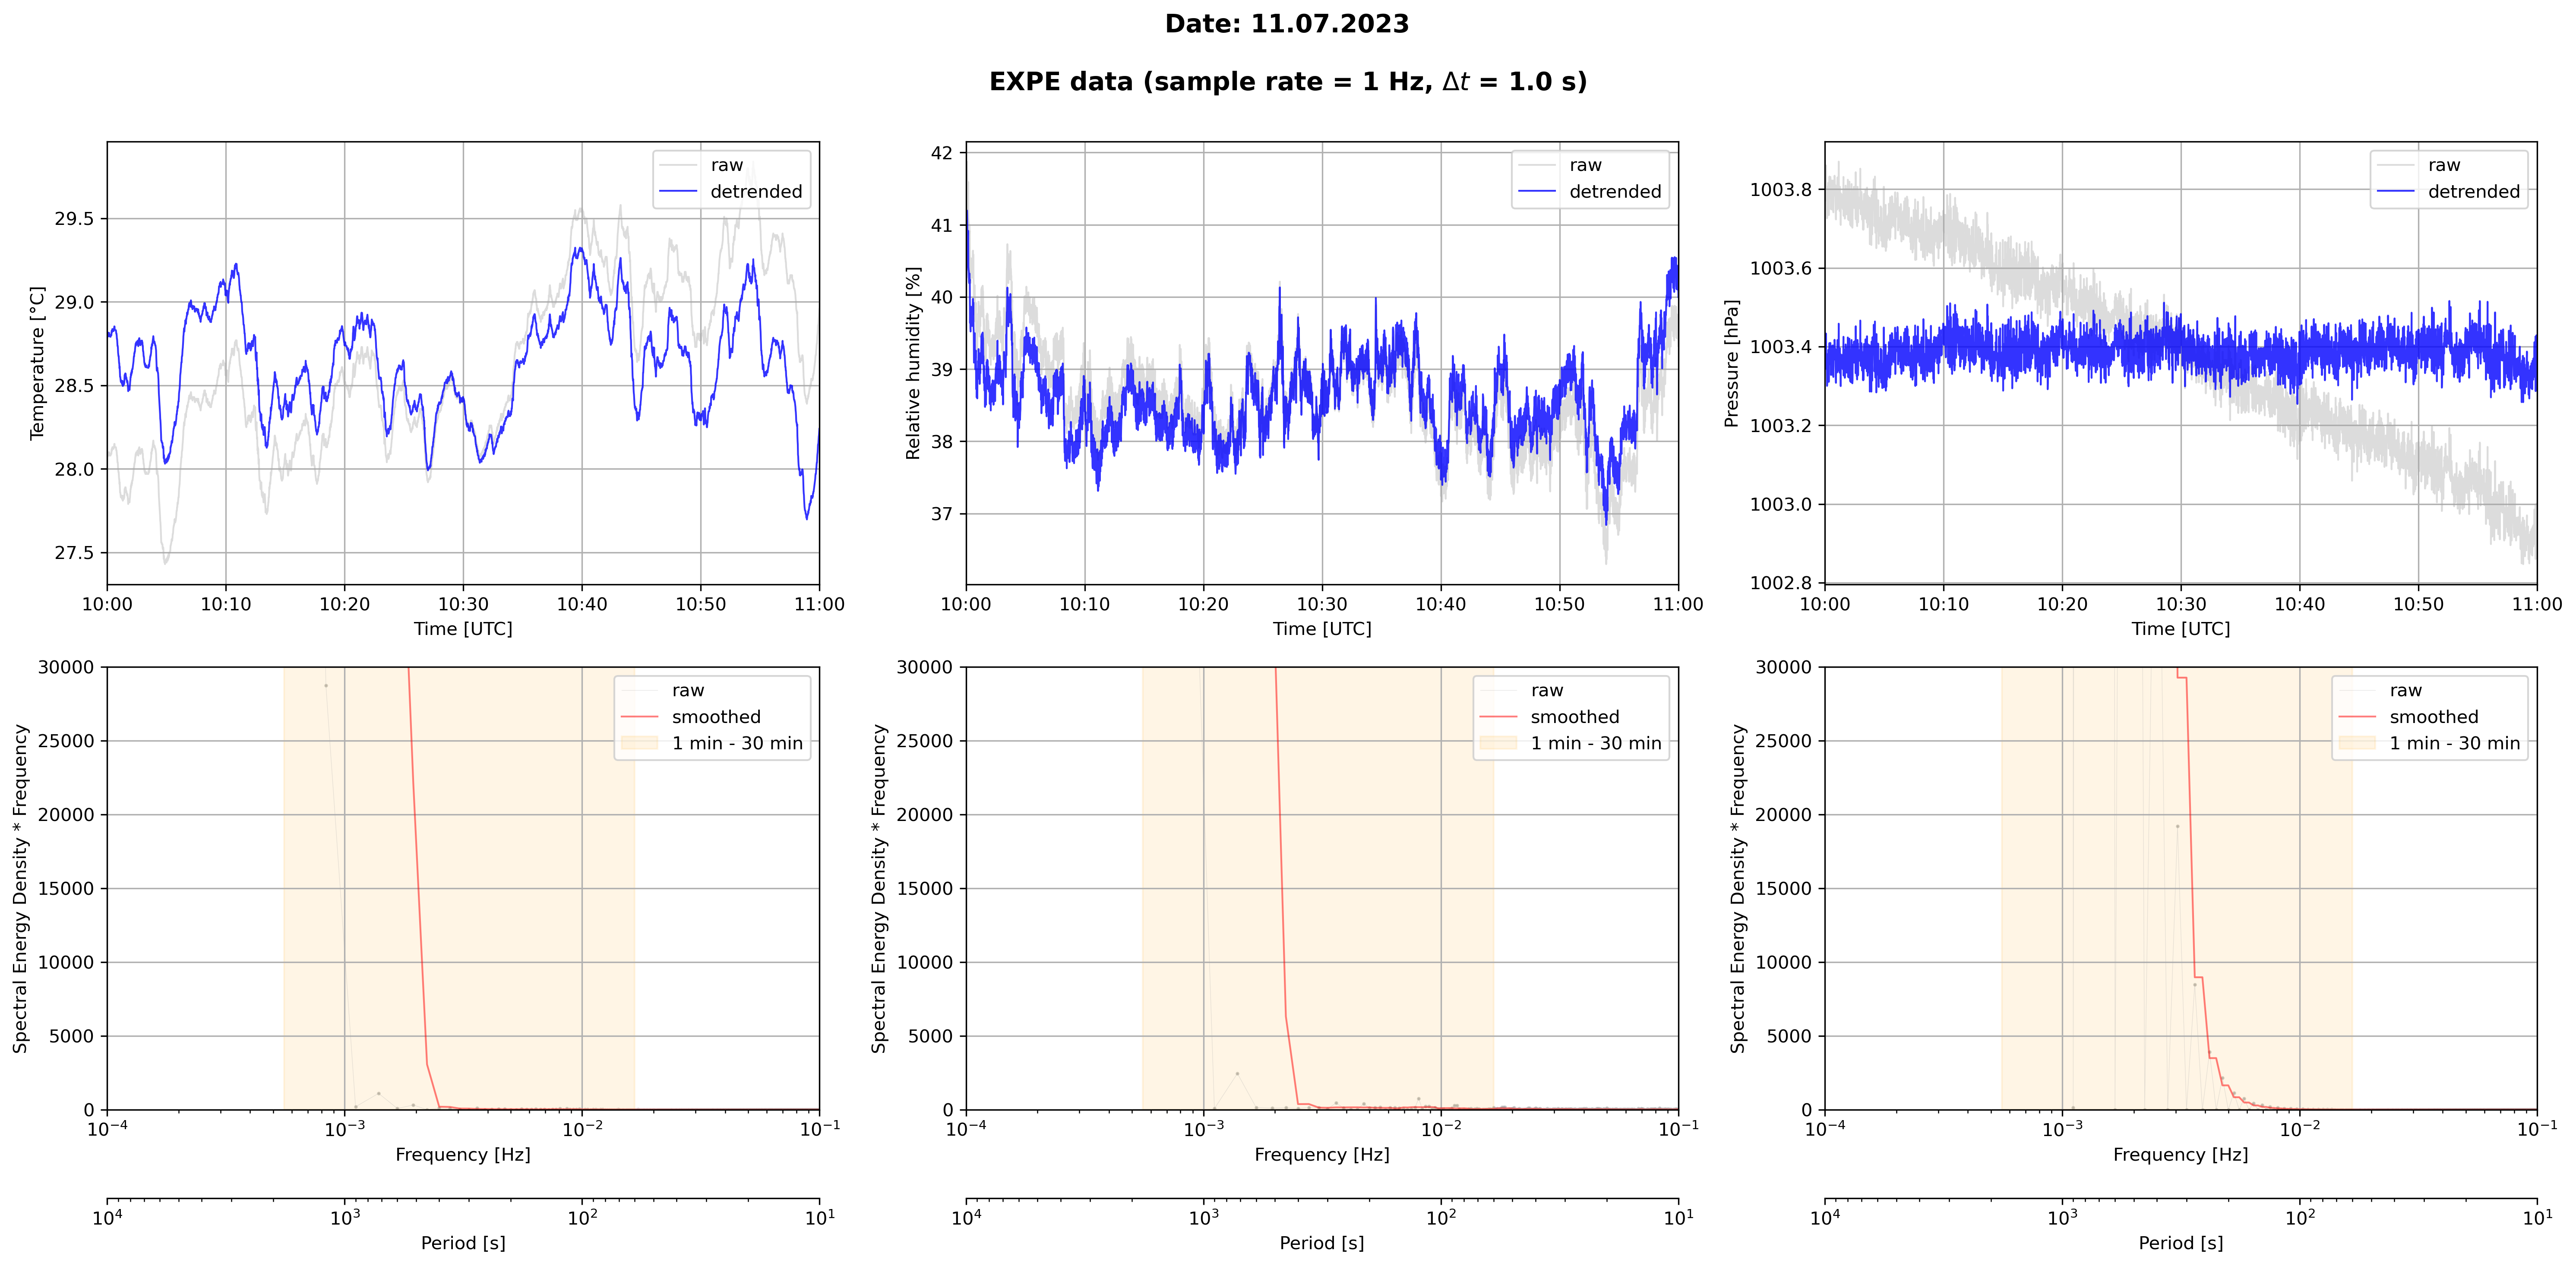 Date: 11.07.2023
EXPE data (sample rate = 1 Hz, Δt = 1.0 s)
Temperature [°C]
29.5
29.0
28.5
28.0
27.5
raw
detrended
10:00 10:10 10:20 10:30 10:40 10:50 11:00
Time [UTC]
Relative humidity [%]
42
41
40
39
38
37
raw
detrended
10:00 10:10 10:20 10:30 10:40 10:50 11:00
Time [UTC]
Pressure [hPa]
1003.8
1003.6
1003.4
1003.2
1003.0
1002.8
raw
detrended
10:00 10:10 10:20 10:30 10:40 10:50 11:00
Time [UTC]
Spectral Energy Density * Frequency
30000
25000
20000
15000
10000
5000
0
raw
smoothed
1 min - 30 min
10⁻⁴ 10⁻³ 10⁻² 10⁻¹
Frequency [Hz]
10⁴ 10³ 10² 10¹
Period [s]
Spectral Energy Density * Frequency
30000
25000
20000
15000
10000
5000
0
raw
smoothed
1 min - 30 min
10⁻⁴ 10⁻³ 10⁻² 10⁻¹
Frequency [Hz]
10⁴ 10³ 10² 10¹
Period [s]
Spectral Energy Density * Frequency
30000
25000
20000
15000
10000
5000
0
raw
smoothed
1 min - 30 min
10⁻⁴ 10⁻³ 10⁻² 10⁻¹
Frequency [Hz]
10⁴ 10³ 10² 10¹
Period [s]